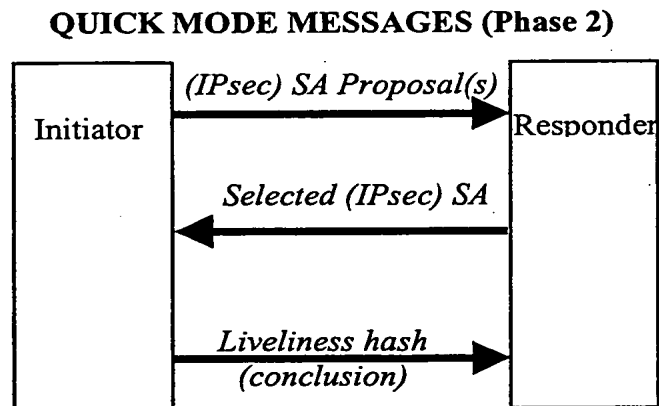 QUICK MODE MESSAGES (Phase 2)
(IPsec) SA Proposal(s)
Initiator
Responder
Selected (IPsec) SA
Liveliness hash
(conclusion)